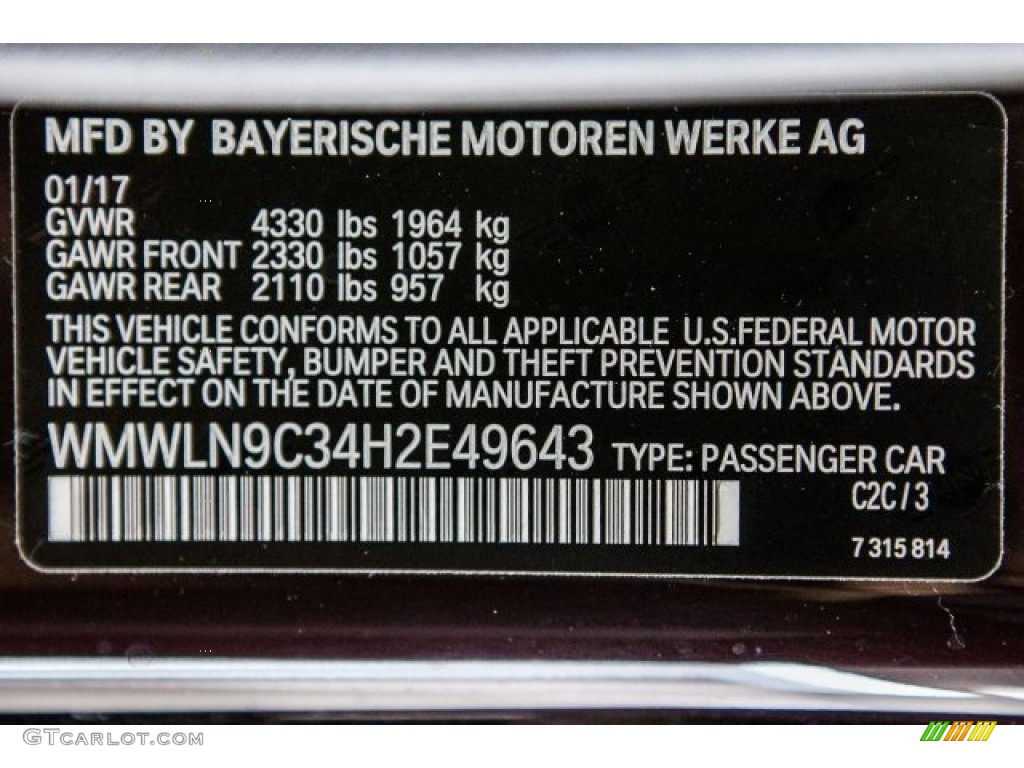 MFD BY BAYERISCHE MOTOREN WERKE AG
01/17
GVWR 4330 lbs 1964 kg
GAWR FRONT 2330 lbs 1057 kg
GAWR REAR 2110 lbs 957 kg
THIS VEHICLE CONFORMS TO ALL APPLICABLE U.S.FEDERAL MOTOR
VEHICLE SAFETY, BUMPER AND THEFT PREVENTION STANDARDS
IN EFFECT ON THE DATE OF MANUFACTURE SHOWN ABOVE.
WMWLN9C34H2E49643 TYPE: PASSENGER CAR
C2C/3
7 315 814
GTcarlot.com